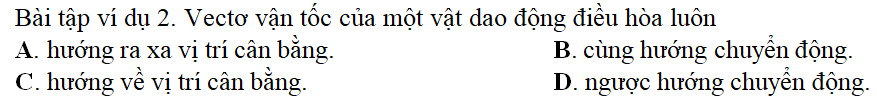 Bài tập ví dụ 2. Vectơ vận tốc của một vật dao động điều hòa luôn
A. hướng ra xa vị trí cân bằng. B. cùng hướng chuyển động.
C. hướng về vị trí cân bằng. D. ngược hướng chuyển động.